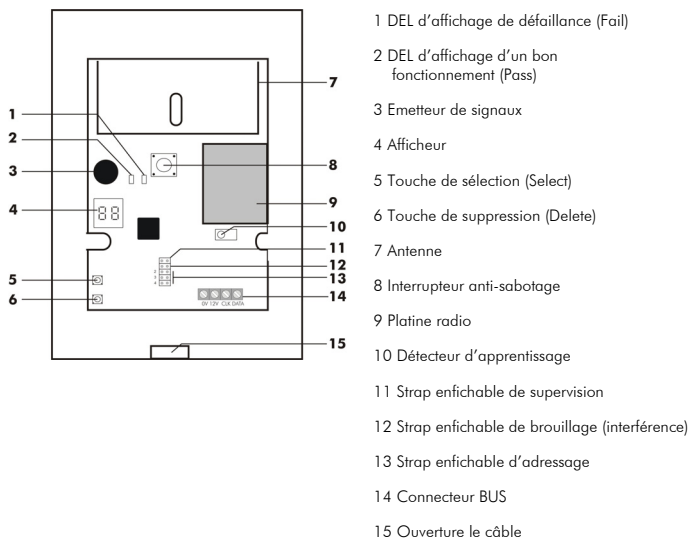 1 DEL d'affichage de défaillance (Fail)
2 DEL d'affichage d'un bon
fonctionnement (Pass)
3 Emetteur de signaux
4 Afficheur
5 Touche de sélection (Select)
6 Touche de suppression (Delete)
7 Antenne
8 Interrupteur anti-sabotage
9 Platine radio
10 Détecteur d'apprentissage
11 Strap enfichable de supervision
12 Strap enfichable de brouillage (interférence)
13 Strap enfichable d'adressage
14 Connecteur BUS
15 Ouverture le câble
1
2
3
4
5
6
7
8
9
10
11
12
13
14
15
88
0V 12V CLK DATA